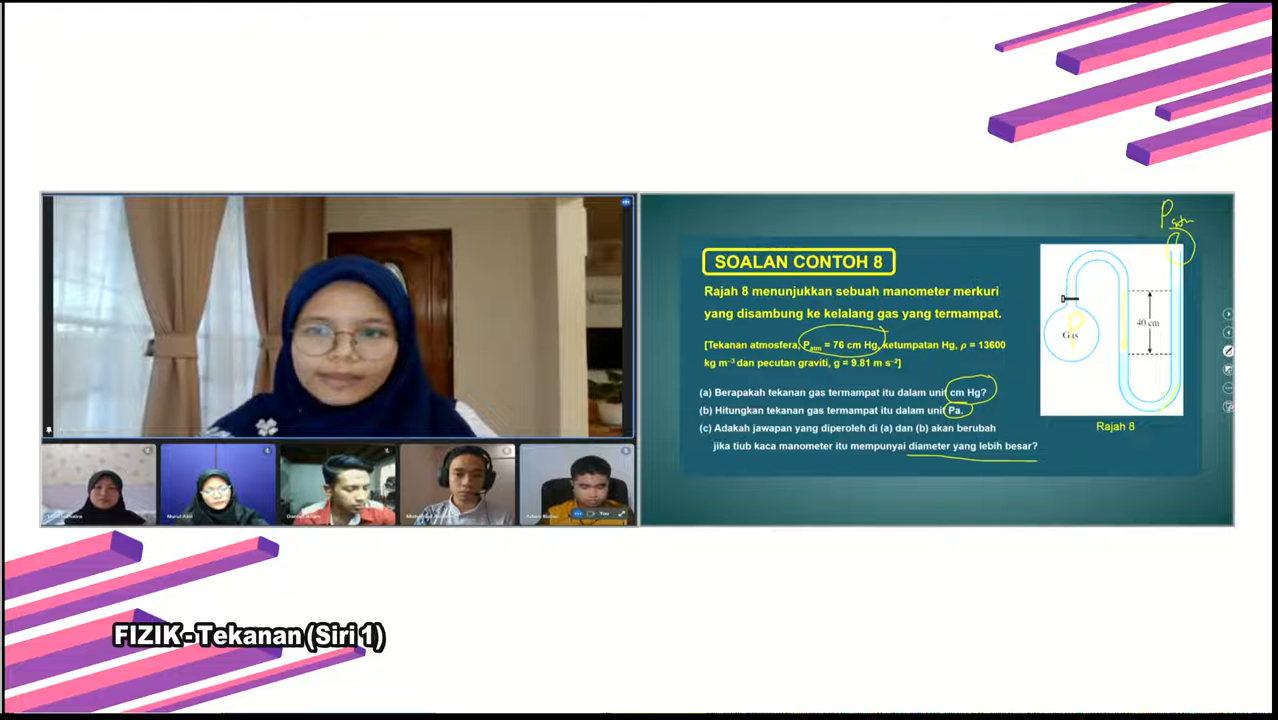 P atm
SOALAN CONTOH 8
Rajah 8 menunjukkan sebuah manometer merkuri
yang disambung ke kelalang gas yang termampat.
[Tekanan atmosfera, Patm = 76 cm Hg, ketumpatan Hg, ρ = 13600
kg m⁻³ dan pecutan graviti, g = 9.81 m s⁻²]
(a) Berapakah tekanan gas termampat itu dalam unit cm Hg?
(b) Hitungkan tekanan gas termampat itu dalam unit Pa.
(c) Adakah jawapan yang diperoleh di (a) dan (b) akan berubah
jika tiub kaca manometer itu mempunyai diameter yang lebih besar?
P
Gas
40 cm
Rajah 8
Nurul Aini
You
FIZIK - Tekanan (Siri 1)